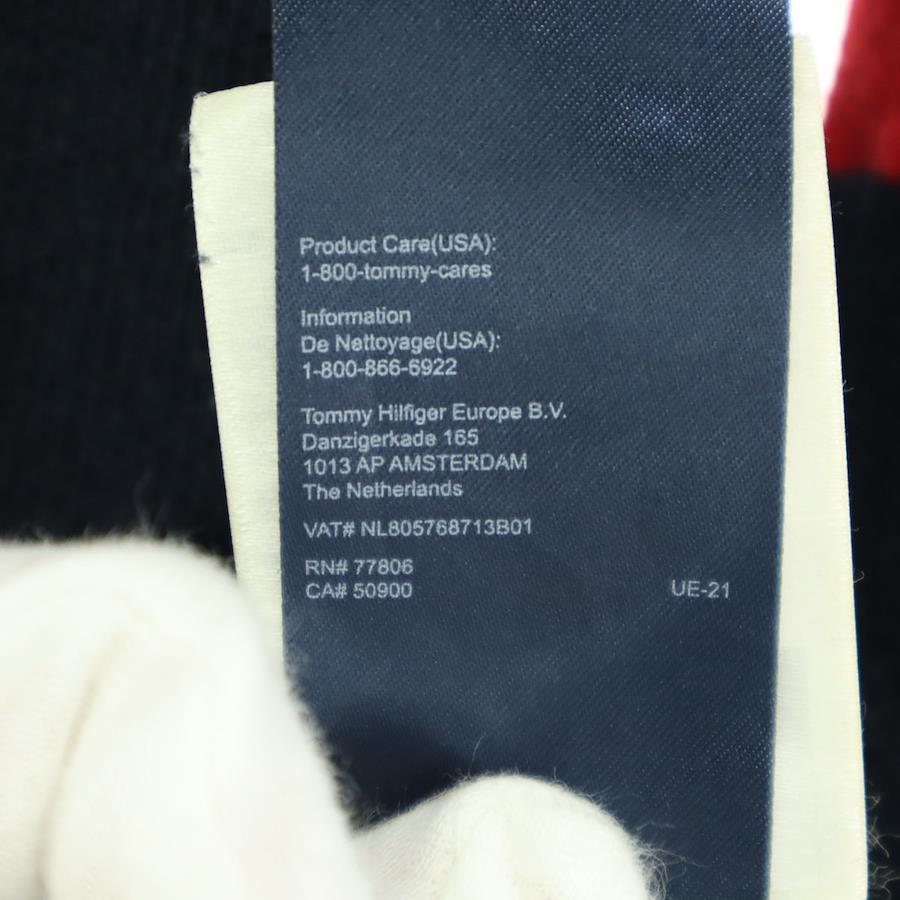 Product Care(USA):
1-800-tommy-cares
Information
De Nettoyage(USA):
1-800-866-6922
Tommy Hilfiger Europe B.V.
Danzigerkade 165
1013 AP AMSTERDAM
The Netherlands
VAT# NL805768713B01
RN# 77806
CA# 50900 UE-21